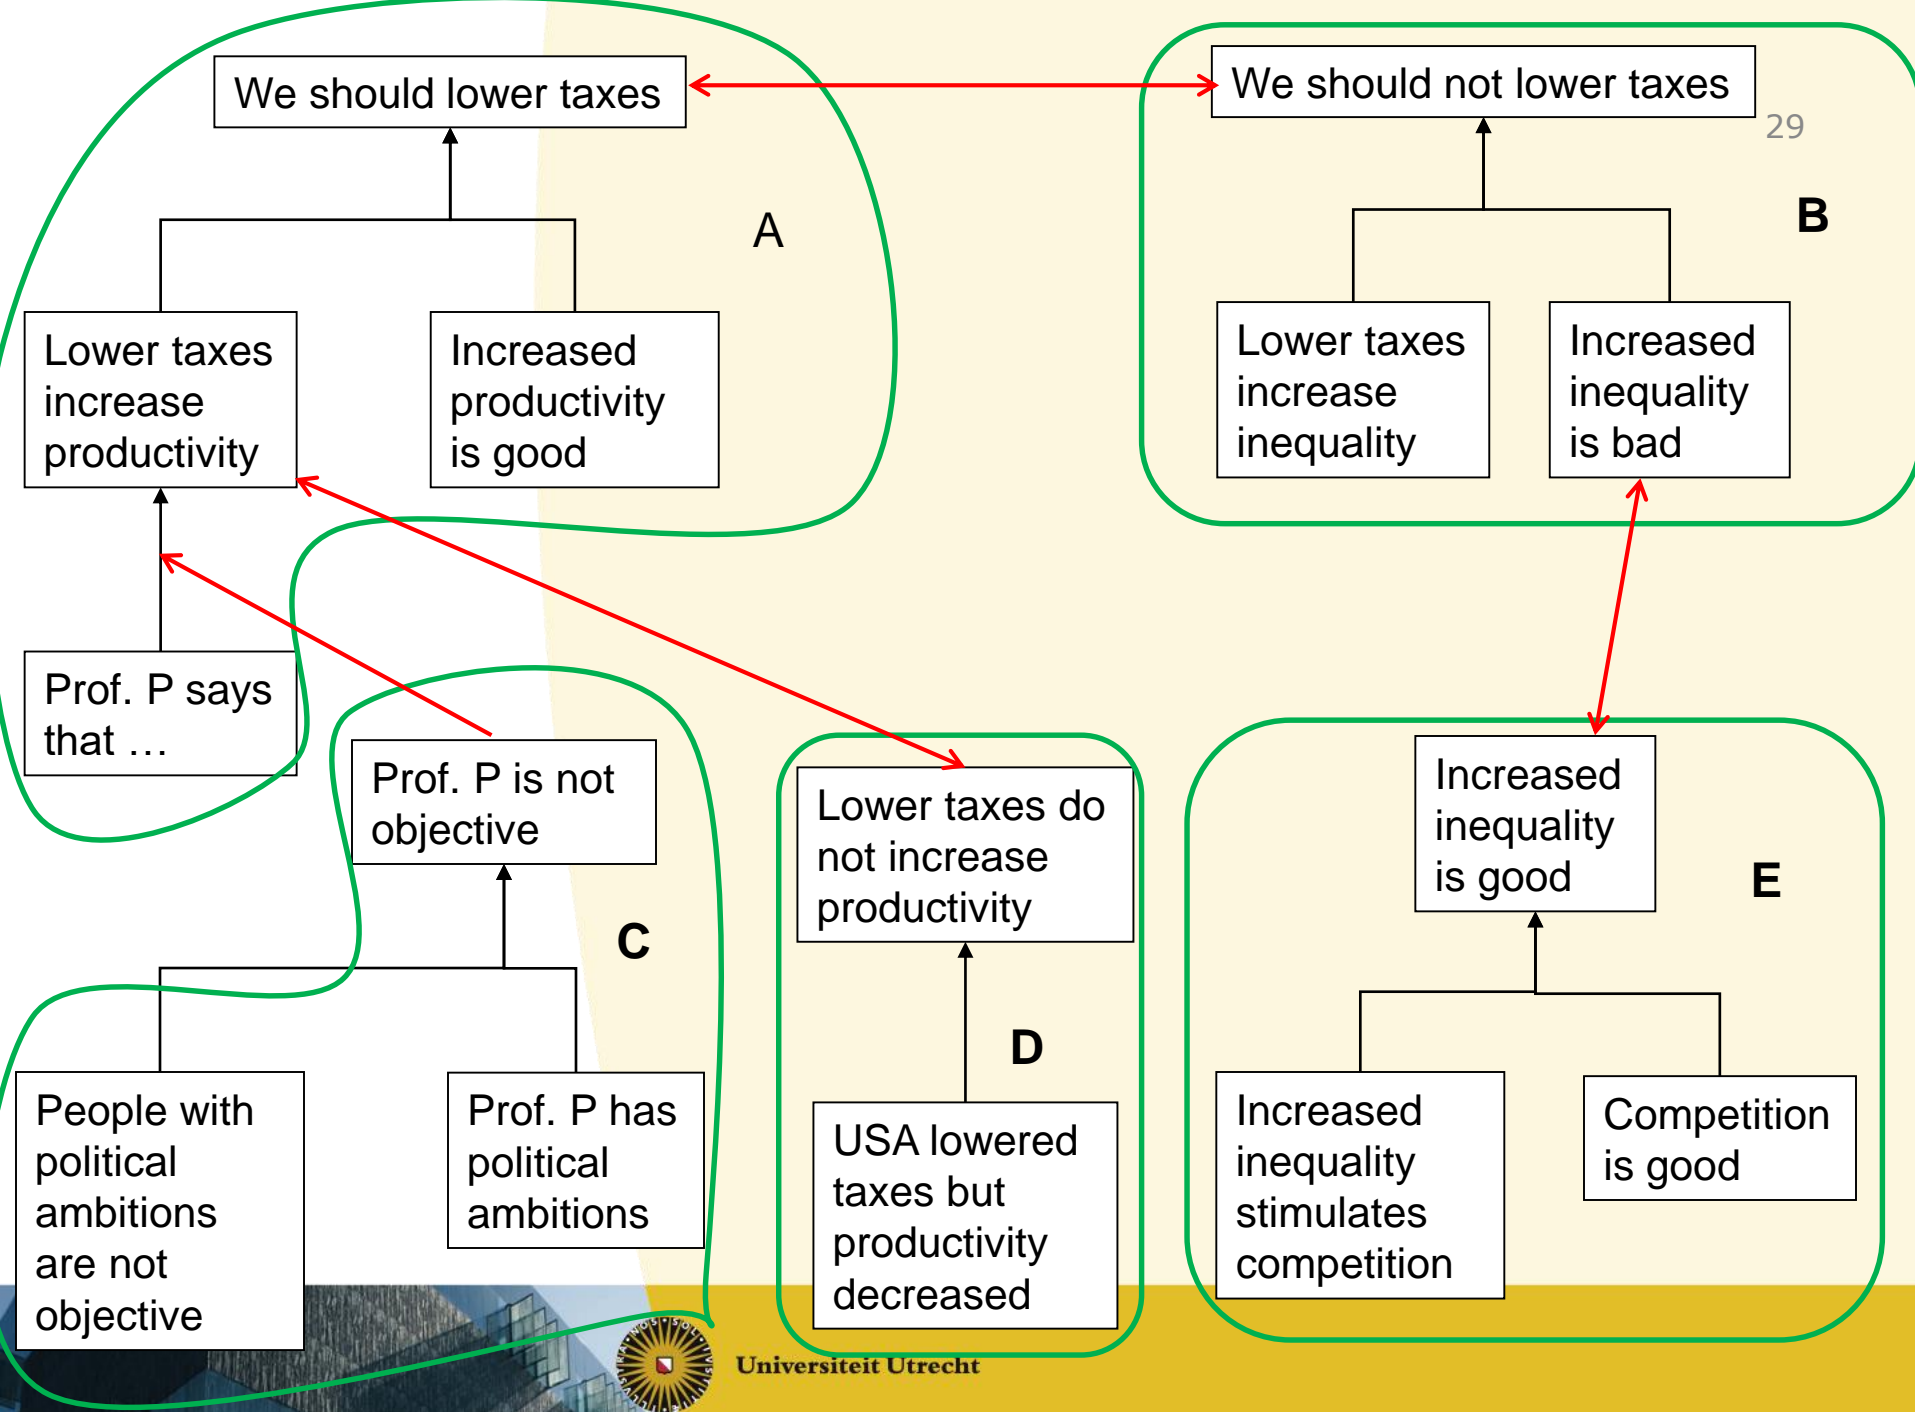 We should lower taxes
We should not lower taxes
29
A
B
Lower taxes
increase
productivity
Increased
productivity
is good
Lower taxes
increase
inequality
Increased
inequality
is bad
Prof. P says
that …
Prof. P is not
objective
C
Lower taxes do
not increase
productivity
D
Increased
inequality
is good
E
People with
political
ambitions
are not
objective
Prof. P has
political
ambitions
USA lowered
taxes but
productivity
decreased
Increased
inequality
stimulates
competition
Competition
is good
Universiteit Utrecht